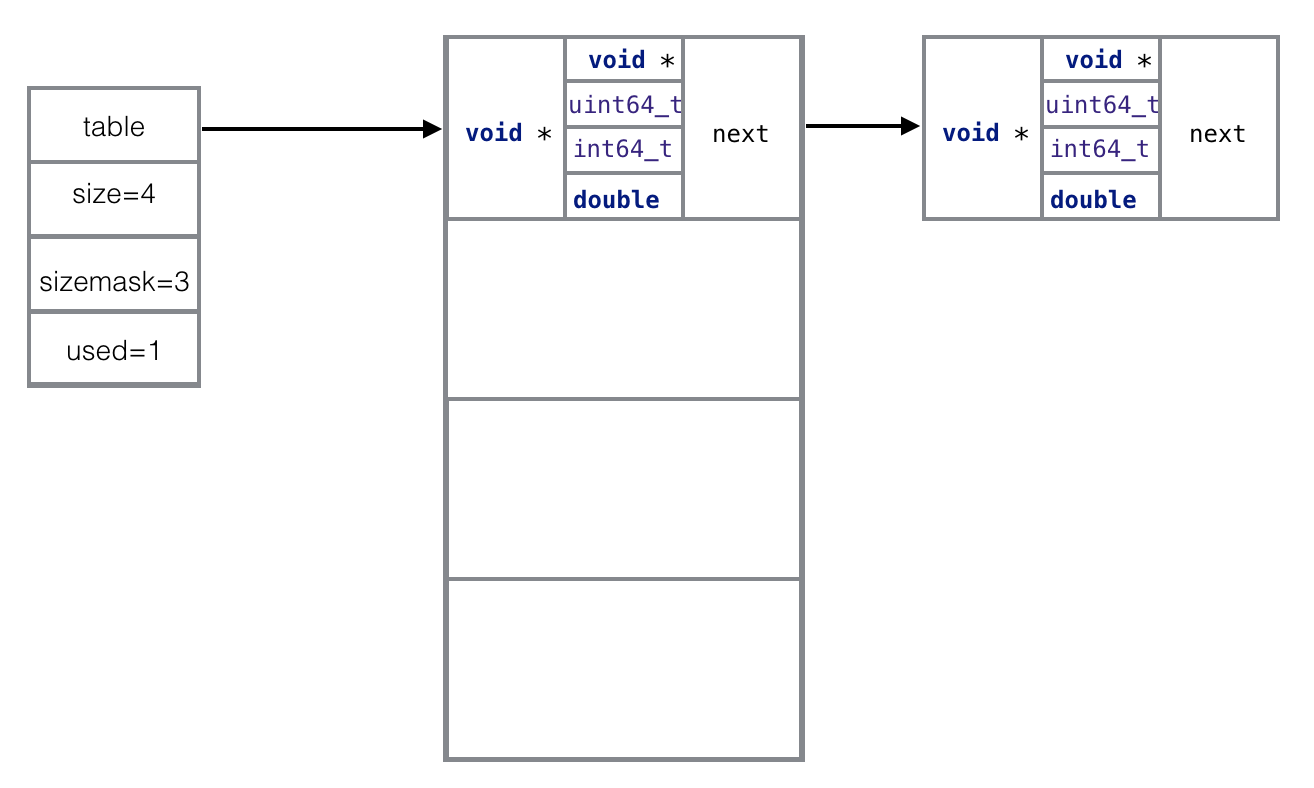 table
size=4
sizemask=3
used=1
void *
void *
uint64_t
int64_t
double
next
void *
void *
uint64_t
int64_t
double
next